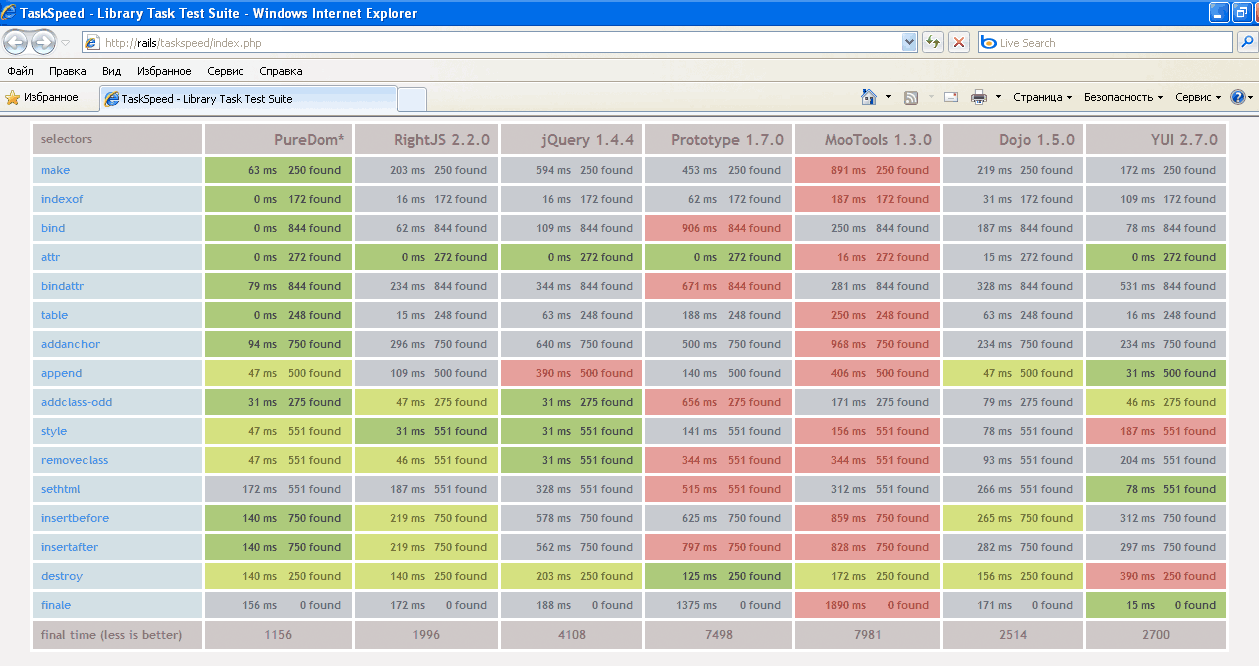 TaskSpeed - Library Task Test Suite - Windows Internet Explorer
http://rails/taskspeed/index.php Live Search
Файл Правка Вид Избранное Сервис Справка
Избранное TaskSpeed - Library Task Test Suite Страница Безопасность Сервис
selectors PureDom* RightJS 2.2.0 jQuery 1.4.4 Prototype 1.7.0 MooTools 1.3.0 Dojo 1.5.0 YUI 2.7.0
make 63 ms 250 found 203 ms 250 found 594 ms 250 found 453 ms 250 found 891 ms 250 found 219 ms 250 found 172 ms 250 found
indexof 0 ms 172 found 16 ms 172 found 16 ms 172 found 62 ms 172 found 187 ms 172 found 31 ms 172 found 109 ms 172 found
bind 0 ms 844 found 62 ms 844 found 109 ms 844 found 906 ms 844 found 250 ms 844 found 187 ms 844 found 78 ms 844 found
attr 0 ms 272 found 0 ms 272 found 0 ms 272 found 0 ms 272 found 16 ms 272 found 15 ms 272 found 0 ms 272 found
bindattr 79 ms 844 found 234 ms 844 found 344 ms 844 found 671 ms 844 found 281 ms 844 found 328 ms 844 found 531 ms 844 found
table 0 ms 248 found 15 ms 248 found 63 ms 248 found 188 ms 248 found 250 ms 248 found 63 ms 248 found 16 ms 248 found
addanchor 94 ms 750 found 296 ms 750 found 640 ms 750 found 500 ms 750 found 968 ms 750 found 234 ms 750 found 234 ms 750 found
append 47 ms 500 found 109 ms 500 found 390 ms 500 found 140 ms 500 found 406 ms 500 found 47 ms 500 found 31 ms 500 found
addclass-odd 31 ms 275 found 47 ms 275 found 31 ms 275 found 656 ms 275 found 171 ms 275 found 79 ms 275 found 46 ms 275 found
style 47 ms 551 found 31 ms 551 found 31 ms 551 found 141 ms 551 found 156 ms 551 found 78 ms 551 found 187 ms 551 found
removeclass 47 ms 551 found 46 ms 551 found 31 ms 551 found 344 ms 551 found 344 ms 551 found 93 ms 551 found 204 ms 551 found
sethtml 172 ms 551 found 187 ms 551 found 328 ms 551 found 515 ms 551 found 312 ms 551 found 266 ms 551 found 78 ms 551 found
insertbefore 140 ms 750 found 219 ms 750 found 578 ms 750 found 625 ms 750 found 859 ms 750 found 265 ms 750 found 312 ms 750 found
insertafter 140 ms 750 found 219 ms 750 found 562 ms 750 found 797 ms 750 found 828 ms 750 found 282 ms 750 found 297 ms 750 found
destroy 140 ms 250 found 140 ms 250 found 203 ms 250 found 125 ms 250 found 172 ms 250 found 156 ms 250 found 390 ms 250 found
finale 156 ms 0 found 172 ms 0 found 188 ms 0 found 1375 ms 0 found 1890 ms 0 found 171 ms 0 found 15 ms 0 found
final time (less is better) 1156 1996 4108 7498 7981 2514 2700